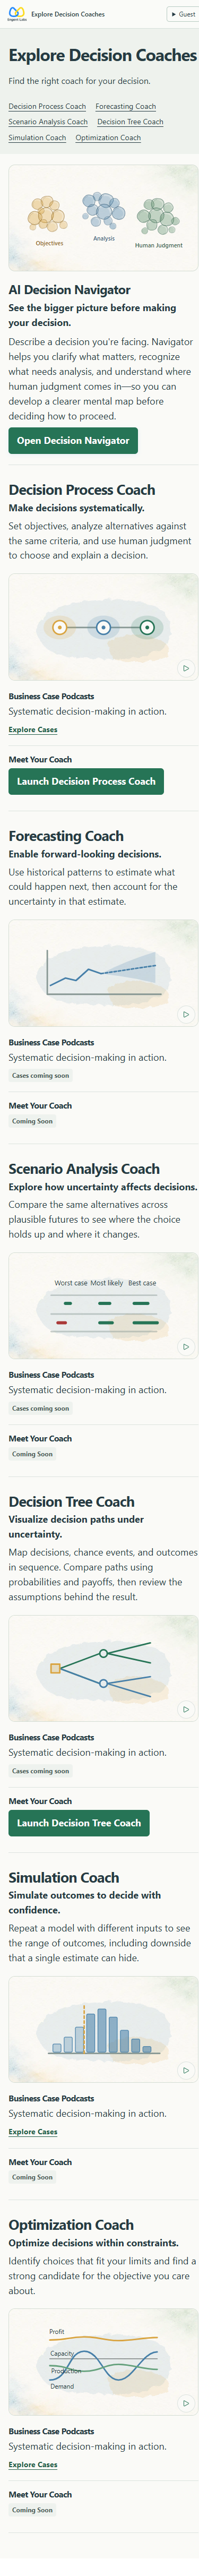 Expert Labs
Explore Decision Coaches
Guest
Explore Decision Coaches
Find the right coach for your decision.
Decision Process Coach Forecasting Coach
Scenario Analysis Coach Decision Tree Coach
Simulation Coach Optimization Coach
Objectives
Analysis
Human Judgment
AI Decision Navigator
See the bigger picture before making
your decision.
Describe a decision you're facing. Navigator
helps you clarify what matters, recognize
what needs analysis, and understand where
human judgment comes in—so you can
develop a clearer mental map before
deciding how to proceed.
Open Decision Navigator
Decision Process Coach
Make decisions systematically.
Set objectives, analyze alternatives against
the same criteria, and use human judgment
to choose and explain a decision.
Business Case Podcasts
Systematic decision-making in action.
Explore Cases
Meet Your Coach
Launch Decision Process Coach
Forecasting Coach
Enable forward-looking decisions.
Use historical patterns to estimate what
could happen next, then account for the
uncertainty in that estimate.
Business Case Podcasts
Systematic decision-making in action.
Cases coming soon
Meet Your Coach
Coming Soon
Scenario Analysis Coach
Explore how uncertainty affects decisions.
Compare the same alternatives across
plausible futures to see where the choice
holds up and where it changes.
Worst case Most likely Best case
Business Case Podcasts
Systematic decision-making in action.
Cases coming soon
Meet Your Coach
Coming Soon
Decision Tree Coach
Visualize decision paths under
uncertainty.
Map decisions, chance events, and outcomes
in sequence. Compare paths using
probabilities and payoffs, then review the
assumptions behind the result.
Business Case Podcasts
Systematic decision-making in action.
Cases coming soon
Meet Your Coach
Launch Decision Tree Coach
Simulation Coach
Simulate outcomes to decide with
confidence.
Repeat a model with different inputs to see
the range of outcomes, including downside
that a single estimate can hide.
Business Case Podcasts
Systematic decision-making in action.
Explore Cases
Meet Your Coach
Coming Soon
Optimization Coach
Optimize decisions within constraints.
Identify choices that fit your limits and find a
strong candidate for the objective you care
about.
Profit
Capacity
Production
Demand
Business Case Podcasts
Systematic decision-making in action.
Explore Cases
Meet Your Coach
Coming Soon